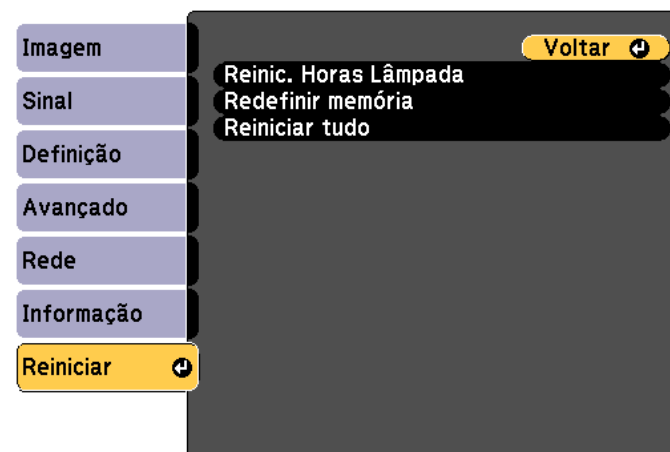 Imagem
Sinal
Definição
Avançado
Rede
Informação
Reiniciar
Voltar
Reinic. Horas Lâmpada
Redefinir memória
Reiniciar tudo